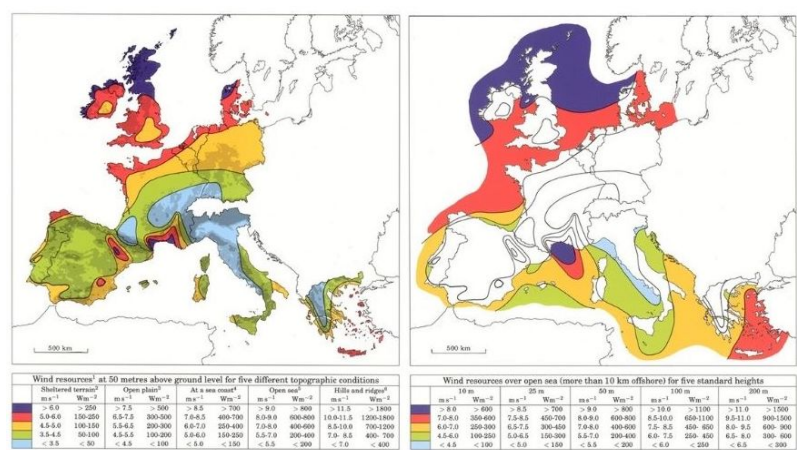 500 km
500 km
Wind resources¹ at 50 metres above ground level for five different topographic conditions
Sheltered terrain² Open plain³ At a sea coast⁴ Open sea⁵ Hills and ridges⁶
ms⁻¹ Wm⁻² ms⁻¹ Wm⁻² ms⁻¹ Wm⁻² ms⁻¹ Wm⁻² ms⁻¹ Wm⁻²
> 6.0 > 250 > 7.5 > 500 > 8.5 > 700 > 9.0 > 800 > 11.5 > 1800
5.0-6.0 150-250 6.5-7.5 300-500 7.0-8.5 400-700 8.0-9.0 600-800 10.0-11.5 1200-1800
4.5-5.0 100-150 5.5-6.5 200-300 6.0-7.0 250-400 7.0-8.0 400-600 8.5-10.0 700-1200
3.5-4.5 50-100 4.5-5.5 100-200 5.0-6.0 150-250 5.5-7.0 200-400 7.0- 8.5 400- 700
< 3.5 < 50 < 4.5 < 100 < 5.0 < 150 < 5.5 < 200 < 7.0 < 400
Wind resources over open sea (more than 10 km offshore) for five standard heights
10 m 25 m 50 m 100 m 200 m
ms⁻¹ Wm⁻² ms⁻¹ Wm⁻² ms⁻¹ Wm⁻² ms⁻¹ Wm⁻² ms⁻¹ Wm⁻²
> 8.0 > 600 > 8.5 > 700 > 9.0 > 800 > 10.0 > 1100 > 11.0 > 1500
7.0-8.0 350-600 7.5-8.5 450-700 8.0-9.0 600-800 8.5-10.0 650-1100 9.5-11.0 900-1500
6.0-7.0 250-300 6.5-7.5 300-450 7.0-8.0 400-600 7.5- 8.5 450- 650 8.0- 9.5 600- 900
4.5-6.0 100-250 5.0-6.5 150-300 5.5-7.0 200-400 6.0- 7.5 250- 450 6.5- 8.0 300- 600
< 4.5 < 100 < 5.0 < 150 < 5.5 < 200 < 6.0 < 250 < 6.5 < 300